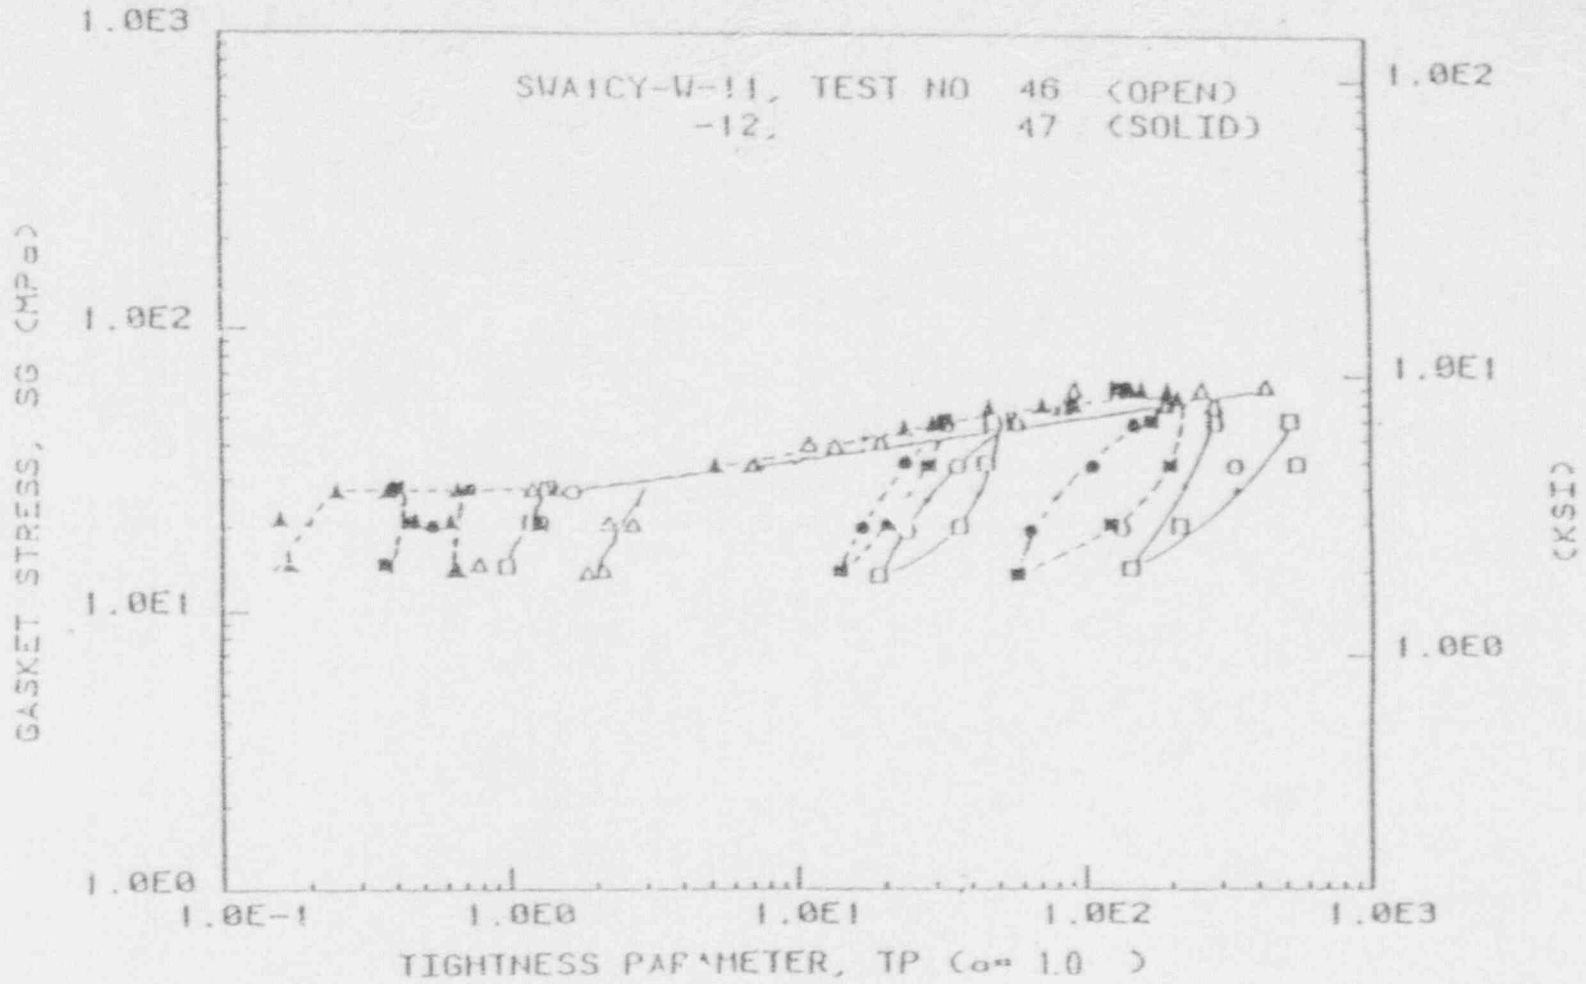 1.0E3
SWA1CY-W-11, TEST NO 46 (OPEN)
-12, 47 (SOLID)
1.0E2
1.0E2
1.0E1
1.0E1
1.0E0
1.0E0
GASKET STRESS, SG (MPa)
(KSI)
1.0E-1 1.0E0 1.0E1 1.0E2 1.0E3
TIGHTNESS PARAMETER, TP (a= 1.0 )